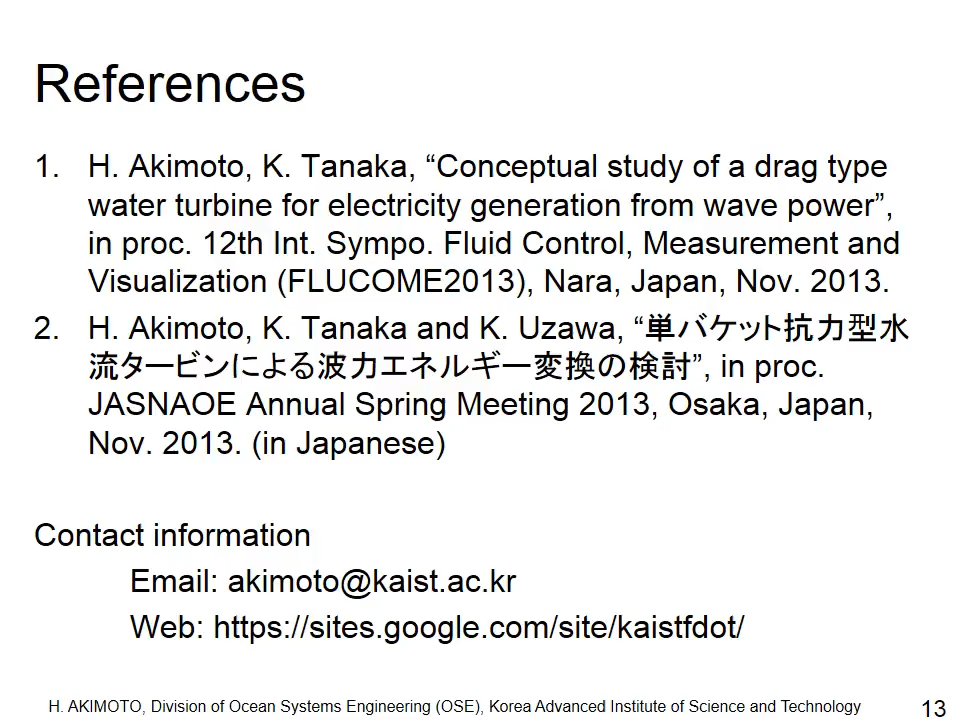 References
1. H. Akimoto, K. Tanaka, “Conceptual study of a drag type
water turbine for electricity generation from wave power”,
in proc. 12th Int. Sympo. Fluid Control, Measurement and
Visualization (FLUCOME2013), Nara, Japan, Nov. 2013.
2. H. Akimoto, K. Tanaka and K. Uzawa, “単バケット抗力型水
流タービンによる波力エネルギー変換の検討”, in proc.
JASNAOE Annual Spring Meeting 2013, Osaka, Japan,
Nov. 2013. (in Japanese)
Contact information
Email: akimoto@kaist.ac.kr
Web: https://sites.google.com/site/kaistfdot/
H. AKIMOTO, Division of Ocean Systems Engineering (OSE), Korea Advanced Institute of Science and Technology
13